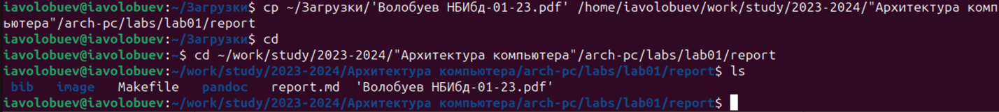 iavolobuev@iavolobuev:~/Загрузки$ cp ~/Загрузки/'Волобуев НБИбд-01-23.pdf' /home/iavolobuev/work/study/2023-2024/"Архитектура комп
ьютера"/arch-pc/labs/lab01/report
iavolobuev@iavolobuev:~/Загрузки$ cd
iavolobuev@iavolobuev:~$ cd ~/work/study/2023-2024/"Архитектура компьютера"/arch-pc/labs/lab01/report
iavolobuev@iavolobuev:~/work/study/2023-2024/Архитектура компьютера/arch-pc/labs/lab01/report$ ls
bib image Makefile pandoc report.md 'Волобуев НБИбд-01-23.pdf'
iavolobuev@iavolobuev:~/work/study/2023-2024/Архитектура компьютера/arch-pc/labs/lab01/report$